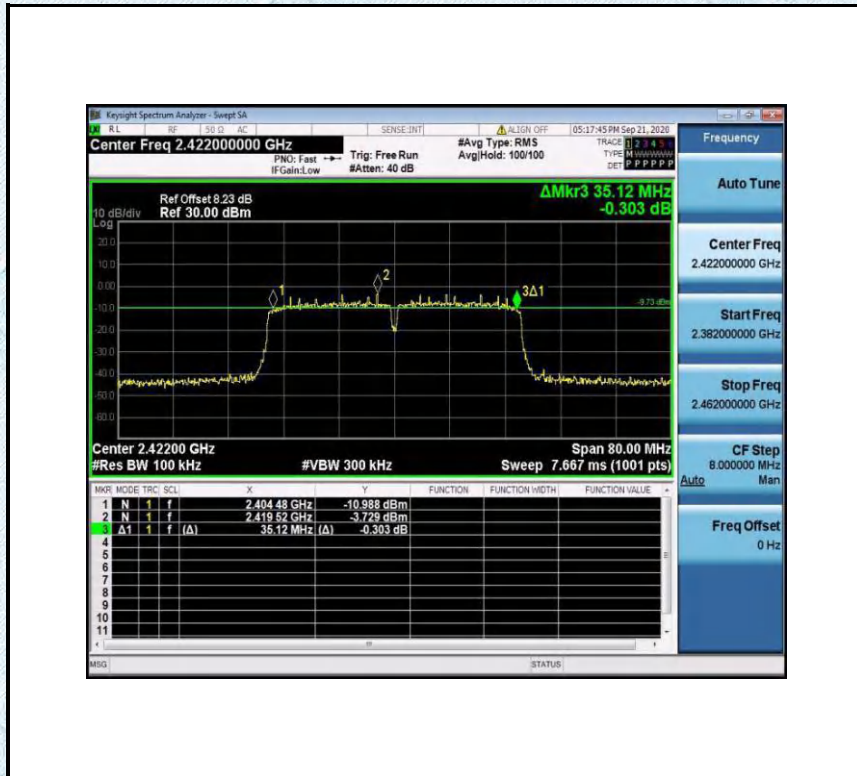 Keysight Spectrum Analyzer - Swept SA
RL RF 50 Ω AC SENSE:INT ALIGN OFF 05:17:45 PM Sep 21, 2020
Center Freq 2.422000000 GHz
PNO: Fast
IFGain:Low
Trig: Free Run
#Atten: 40 dB
#Avg Type: RMS
Avg|Hold: 100/100
TRACE 1 2 3 4 5 6
TYPE M WWWWW
DET P P P P P P
Frequency
Ref Offset 8.23 dB
10 dB/div Ref 30.00 dBm
Log
ΔMkr3 35.12 MHz
-0.303 dB
20.0
10.0
0.00
-10.0
-20.0
-30.0
-40.0
-50.0
-60.0
1
2
3Δ1
-9.73 dBm
Center 2.42200 GHz Span 80.00 MHz
#Res BW 100 kHz #VBW 300 kHz Sweep 7.667 ms (1001 pts)
MKR MODE TRC SCL X Y FUNCTION FUNCTION WIDTH FUNCTION VALUE
1 N 1 f 2.404 48 GHz -10.988 dBm
2 N 1 f 2.419 52 GHz -3.729 dBm
3 Δ1 1 f (Δ) 35.12 MHz (Δ) -0.303 dB
4
5
6
7
8
9
10
11
MSG STATUS
Auto Tune
Center Freq
2.422000000 GHz
Start Freq
2.382000000 GHz
Stop Freq
2.462000000 GHz
CF Step
8.000000 MHz
Auto Man
Freq Offset
0 Hz